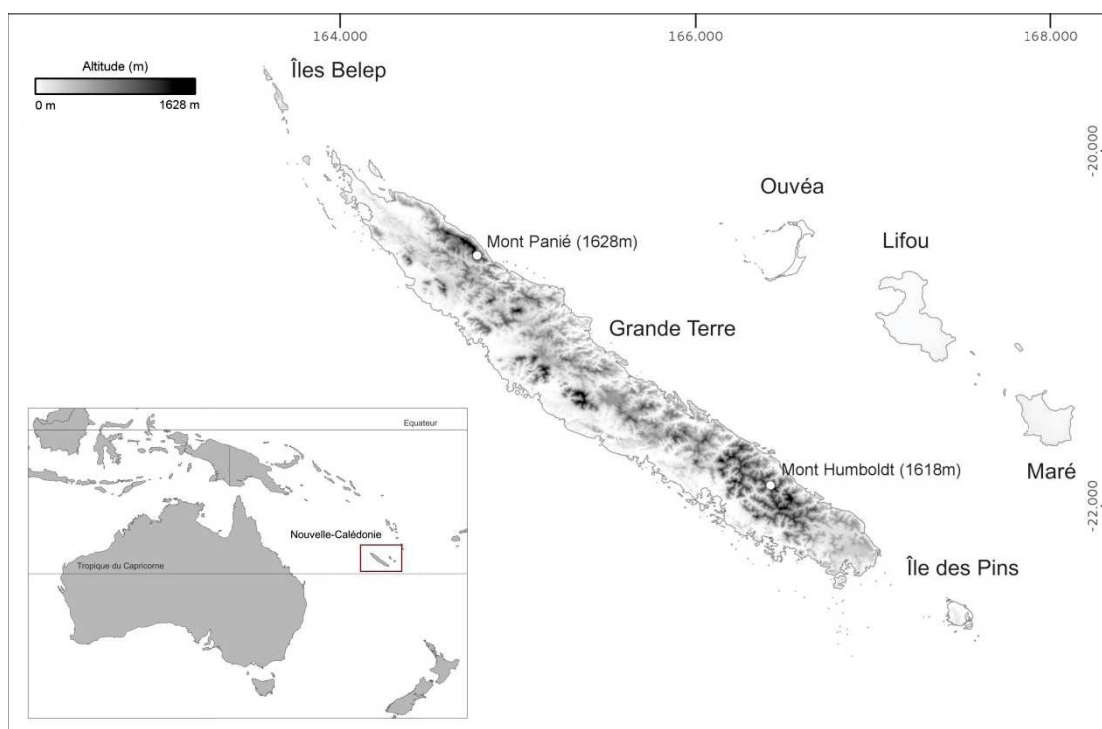 164.000
166.000
168.000
Altitude (m)
0 m
1628 m
Îles Belep
-20.000
Ouvéa
Mont Panié (1628m)
Lifou
Grande Terre
Maré
Mont Humboldt (1618m)
-22.000
Île des Pins
Equateur
Nouvelle-Calédonie
Tropique du Capricorne